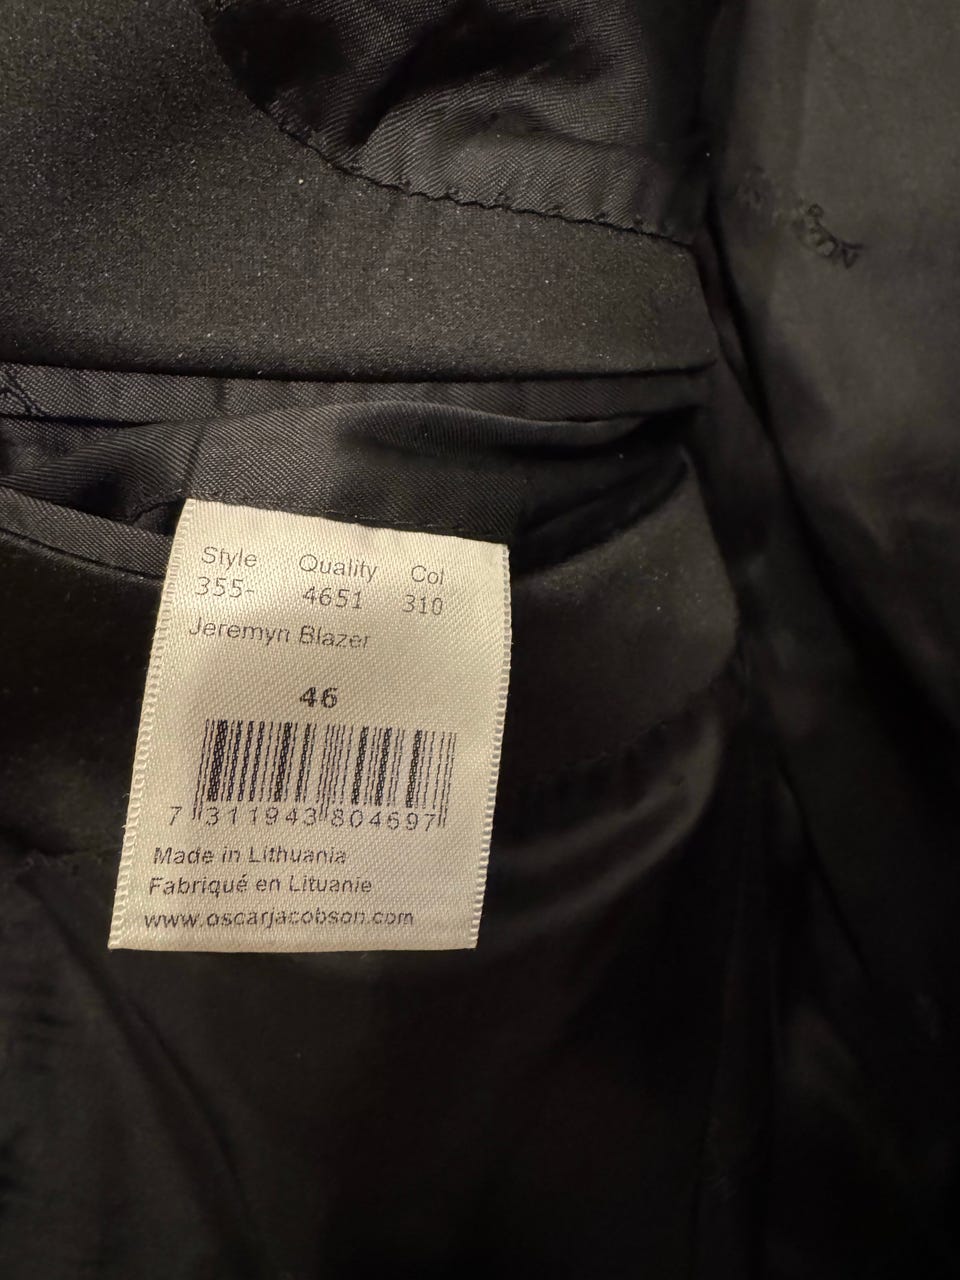 Style Quality Col
355- 4651 310
Jeremyn Blazer
46
7 311943 804697
Made in Lithuania
Fabriqué en Lituanie
www.oscarjacobson.com